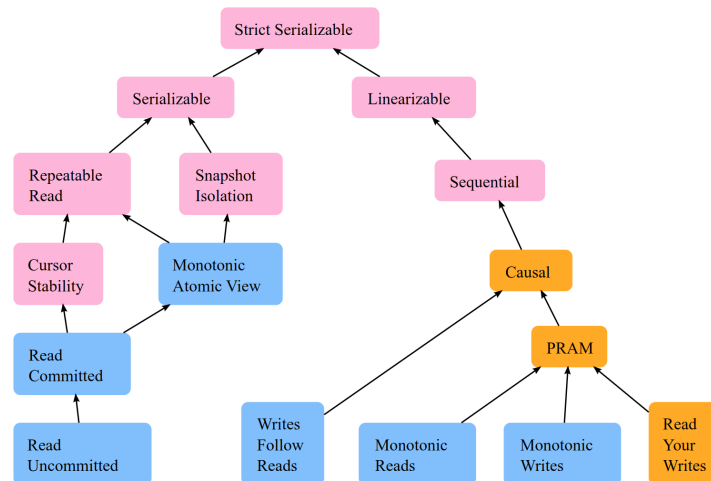 Strict Serializable
Serializable
Linearizable
Repeatable
Read
Snapshot
Isolation
Sequential
Cursor
Stability
Monotonic
Atomic View
Causal
Read
Committed
PRAM
Read
Uncommitted
Writes
Follow
Reads
Monotonic
Reads
Monotonic
Writes
Read
Your
Writes